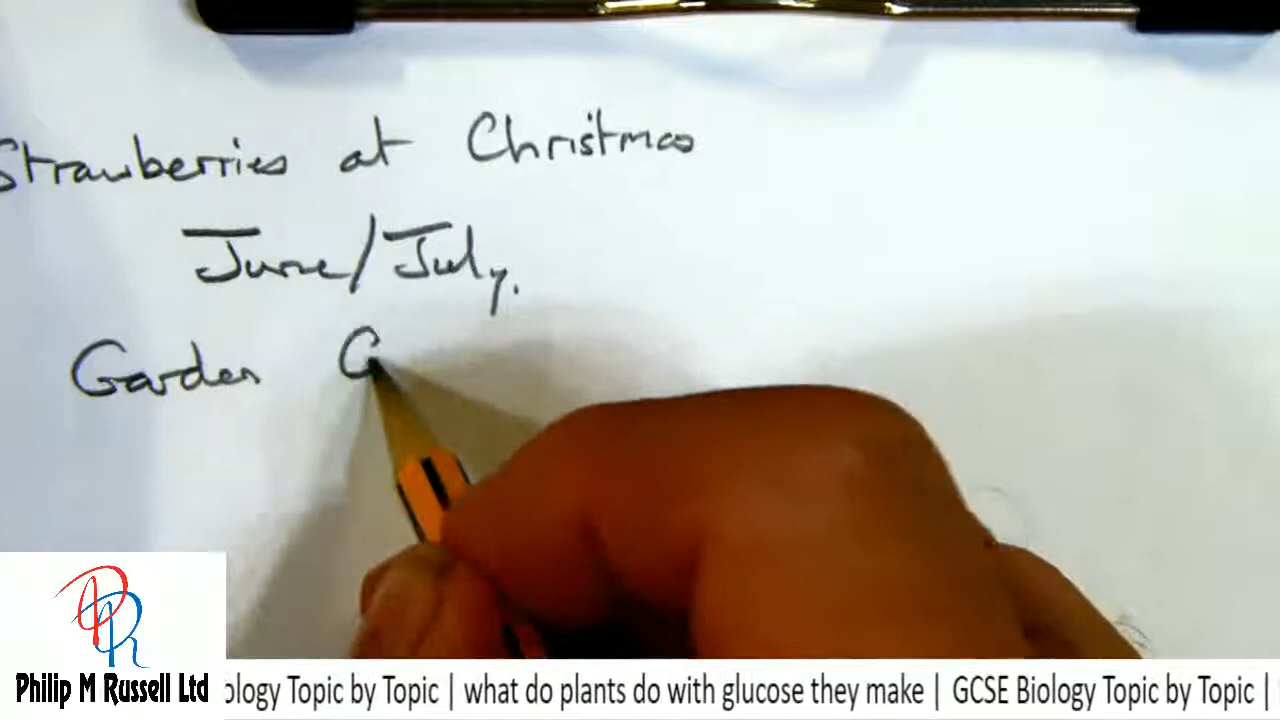 Strawberries at Christmas
June/July.
Garden G
Philip M Russell Ltd
ology Topic by Topic | what do plants do with glucose they make | GCSE Biology Topic by Topic |